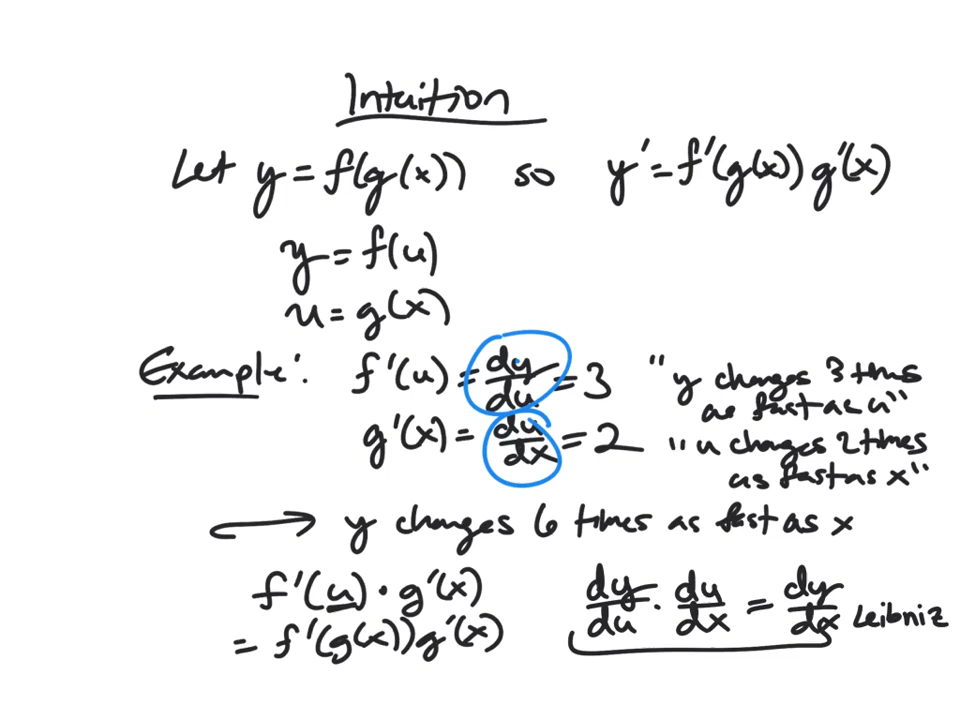 Intuition
Let y = f(g(x)) so y' = f'(g(x)) g'(x)
y = f(u)
u = g(x)
Example: f'(u) = dy/du = 3 "y changes 3 times
as fast as u"
g'(x) = du/dx = 2 "u changes 2 times
as fast as x"
⟶ y changes 6 times as fast as x
f'(u) · g'(x) dy/du · du/dx = dy/dx Leibniz
= f'(g(x)) g'(x)